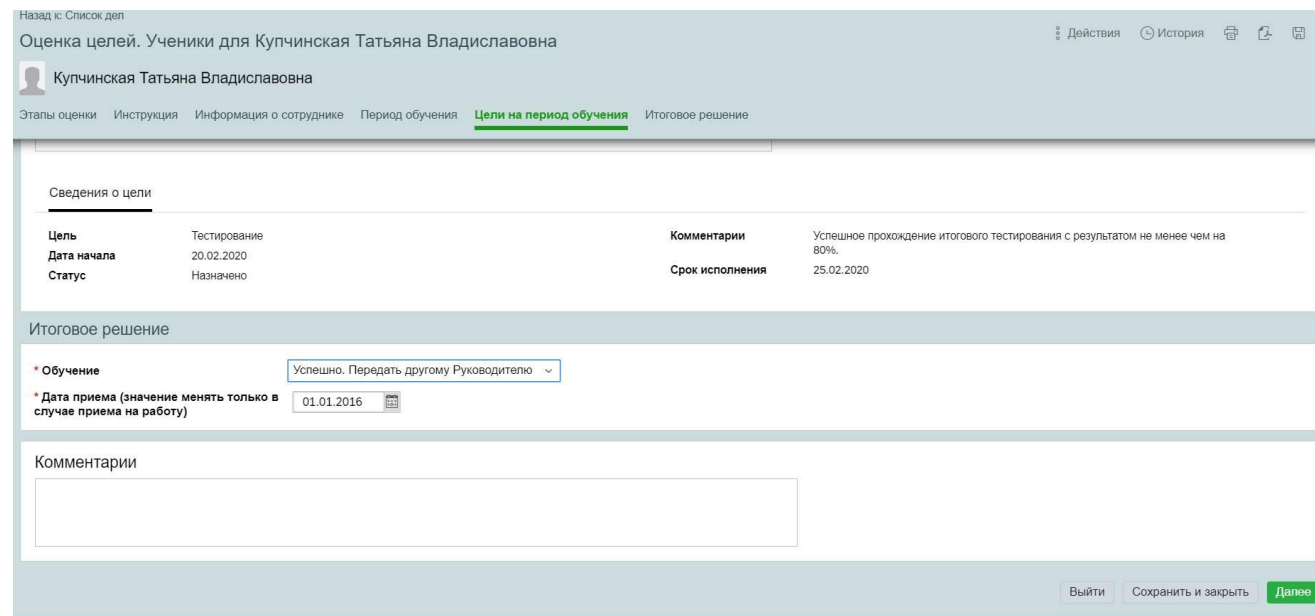 Назад к: Список дел
Оценка целей. Ученики для Купчинская Татьяна Владиславовна
Действия История
Купчинская Татьяна Владиславовна
Этапы оценки Инструкция Информация о сотруднике Период обучения Цели на период обучения Итоговое решение
Сведения о цели
Цель Тестирование
Дата начала 20.02.2020
Статус Назначено
Комментарии Успешное прохождение итогового тестирования с результатом не менее чем на
80%.
Срок исполнения 25.02.2020
Итоговое решение
* Обучение Успешно. Передать другому Руководителю
* Дата приема (значение менять только в
случае приема на работу) 01.01.2016
Комментарии
Выйти Сохранить и закрыть Далее